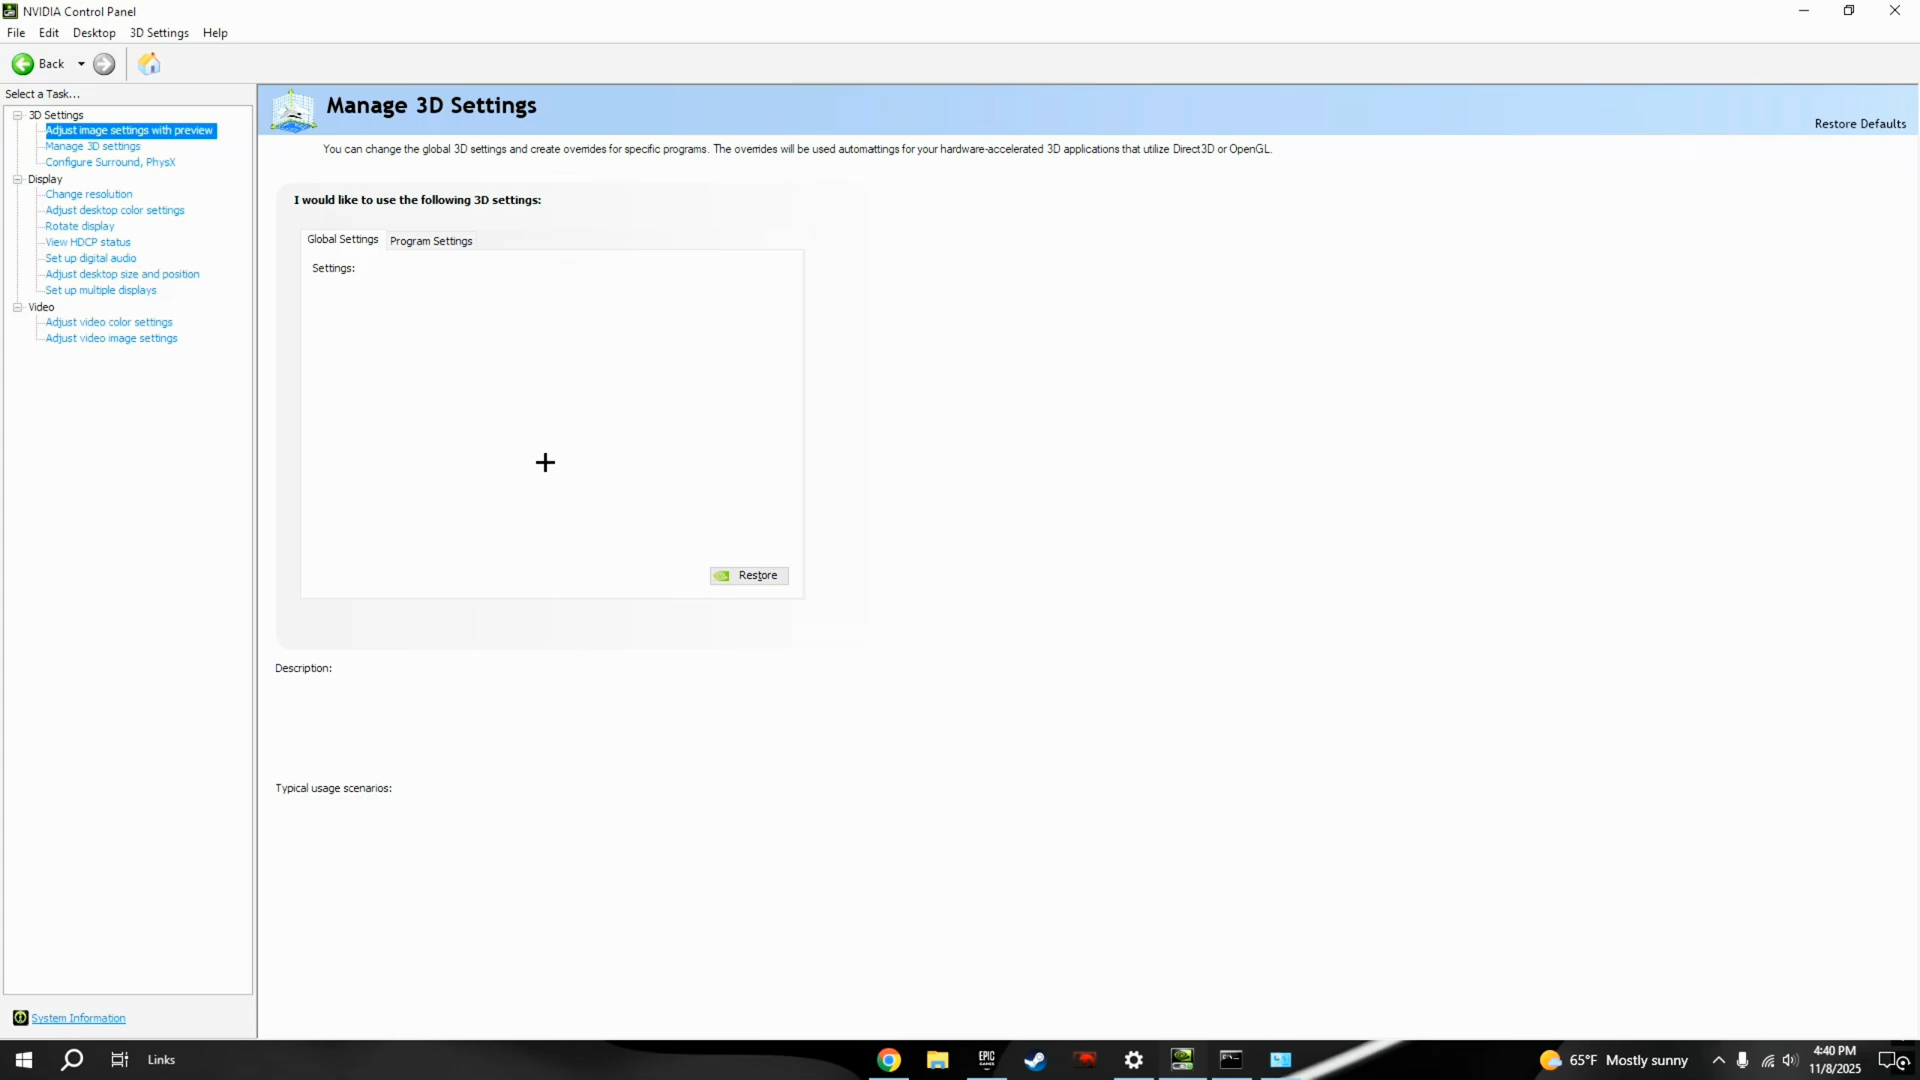 NVIDIA Control Panel
File Edit Desktop 3D Settings Help
Back
Select a Task...
3D Settings
Adjust image settings with preview
Manage 3D settings
Configure Surround, PhysX
Display
Change resolution
Adjust desktop color settings
Rotate display
View HDCP status
Set up digital audio
Adjust desktop size and position
Set up multiple displays
Video
Adjust video color settings
Adjust video image settings
System Information
Manage 3D Settings
Restore Defaults
You can change the global 3D settings and create overrides for specific programs. The overrides will be used automattings for your hardware-accelerated 3D applications that utilize Direct3D or OpenGL.
I would like to use the following 3D settings:
Global Settings Program Settings
Settings:
Restore
Description:
Typical usage scenarios:
Links
EPIC GAMES
65°F Mostly sunny
4:40 PM
11/8/2025